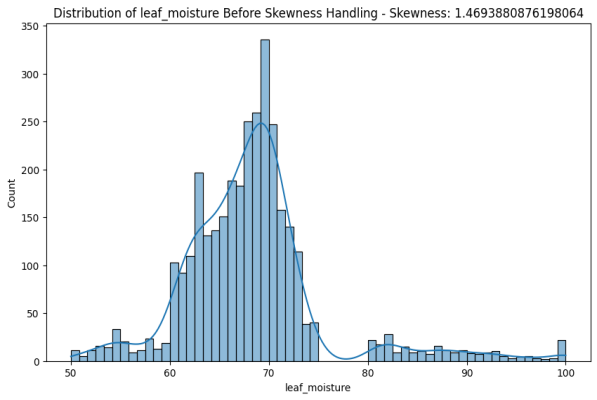 Distribution of leaf_moisture Before Skewness Handling - Skewness: 1.4693880876198064
350
300
250
200
150
100
50
0
Count
50 60 70 80 90 100
leaf_moisture